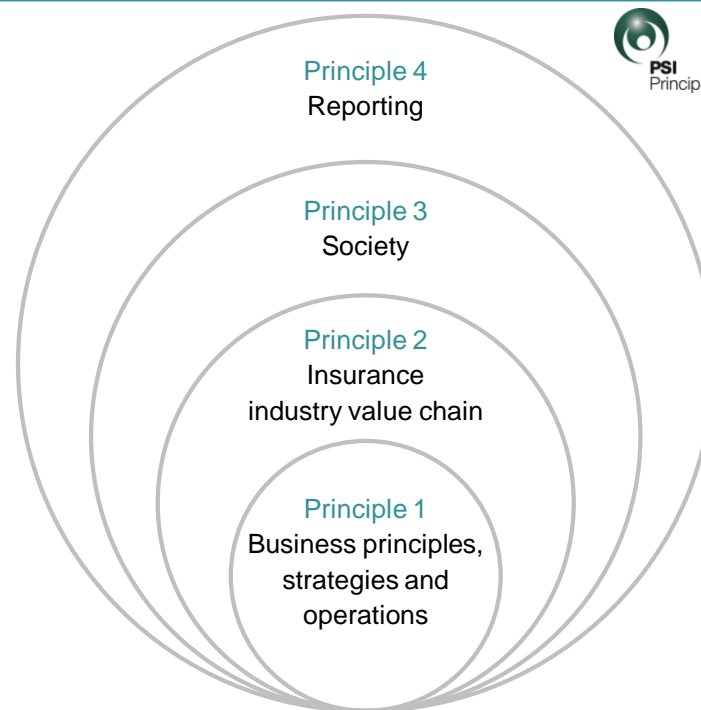 PSI
Princip
Principle 4
Reporting
Principle 3
Society
Principle 2
Insurance
industry value chain
Principle 1
Business principles,
strategies and
operations